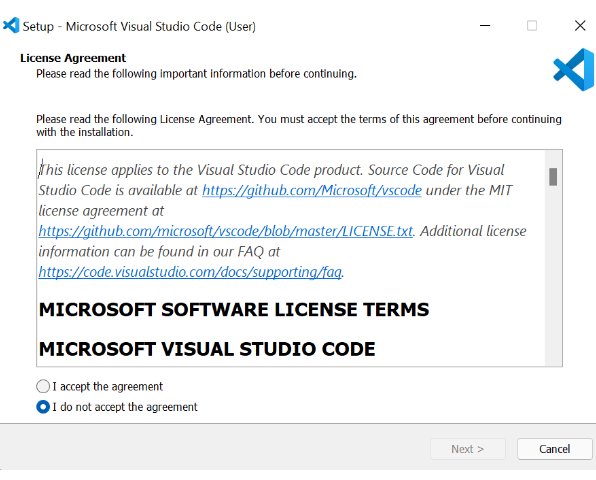 Setup - Microsoft Visual Studio Code (User)
License Agreement
Please read the following important information before continuing.
Please read the following License Agreement. You must accept the terms of this agreement before continuing
with the installation.
This license applies to the Visual Studio Code product. Source Code for Visual
Studio Code is available at https://github.com/Microsoft/vscode under the MIT
license agreement at
https://github.com/microsoft/vscode/blob/master/LICENSE.txt. Additional license
information can be found in our FAQ at
https://code.visualstudio.com/docs/supporting/faq.
MICROSOFT SOFTWARE LICENSE TERMS
MICROSOFT VISUAL STUDIO CODE
I accept the agreement
I do not accept the agreement
Next >
Cancel